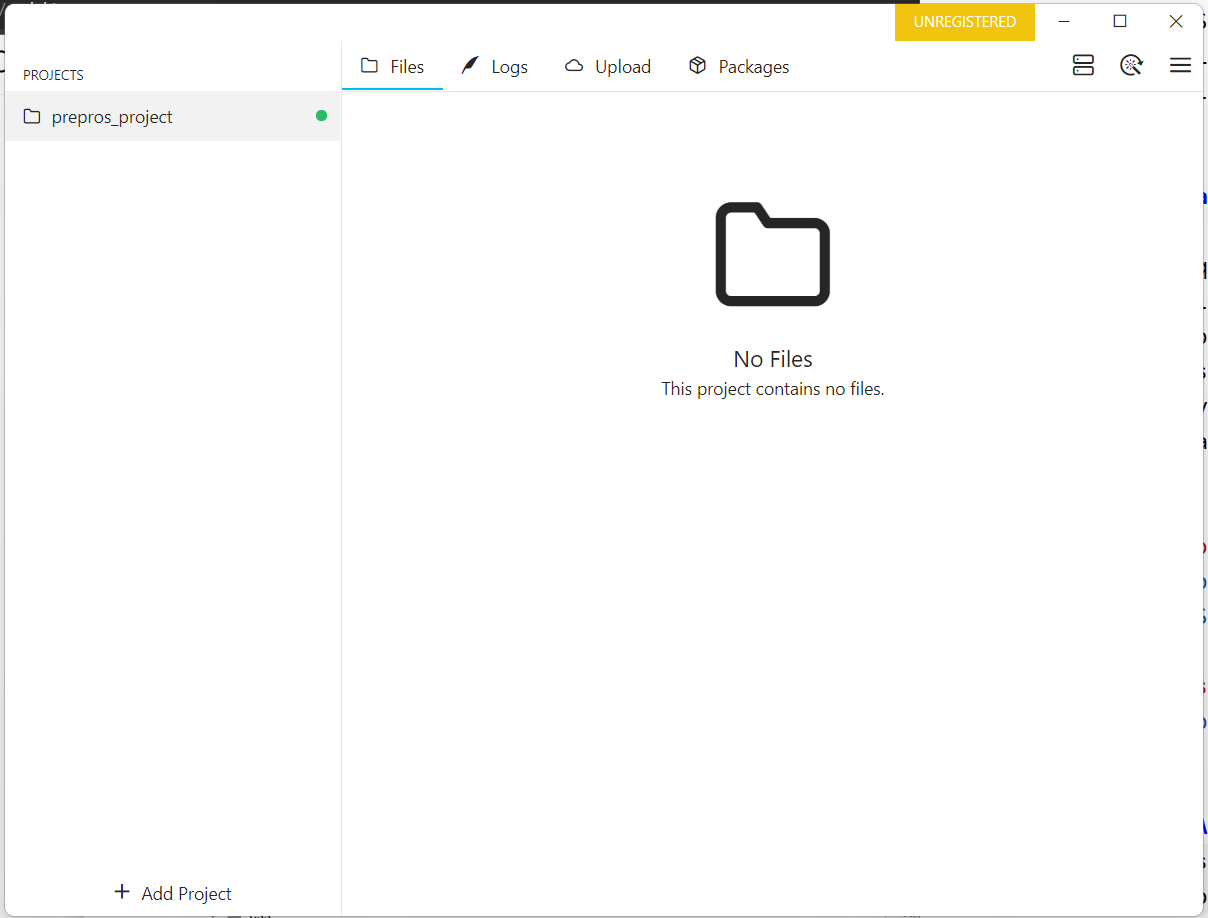 UNREGISTERED
PROJECTS
Files Logs Upload Packages
prepros_project
No Files
This project contains no files.
Add Project